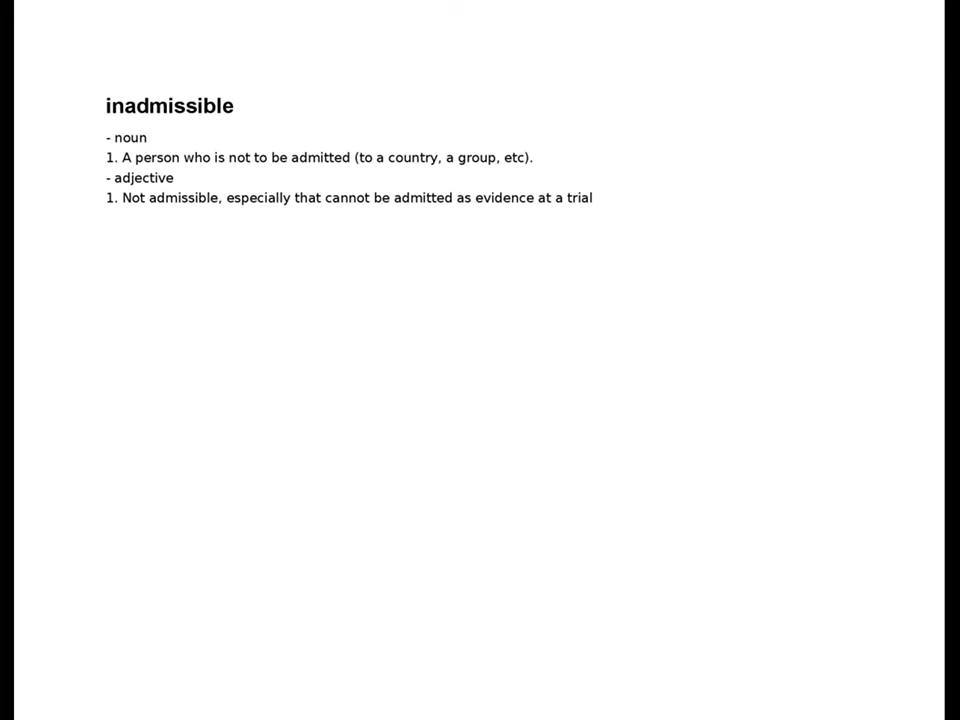 inadmissible
- noun
1. A person who is not to be admitted (to a country, a group, etc).
- adjective
1. Not admissible, especially that cannot be admitted as evidence at a trial